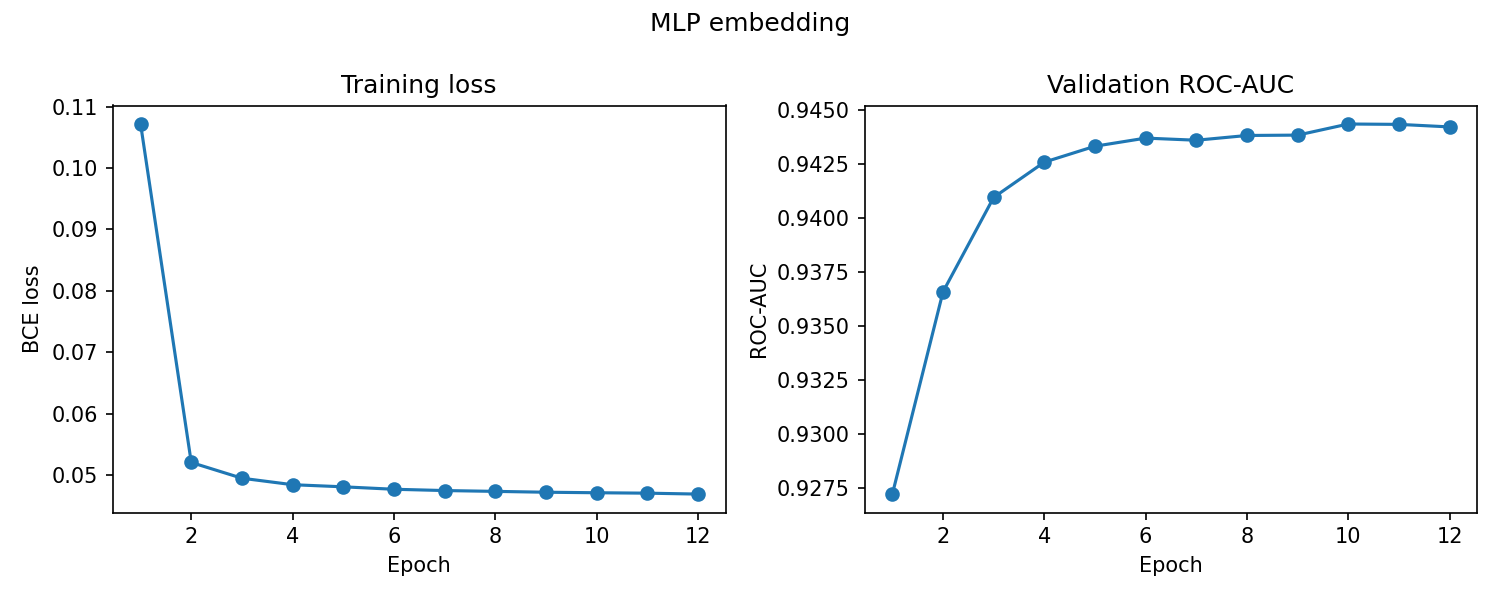 MLP embedding
Training loss
BCE loss
0.11
0.10
0.09
0.08
0.07
0.06
0.05
2 4 6 8 10 12
Epoch
Validation ROC-AUC
ROC-AUC
0.9450
0.9425
0.9400
0.9375
0.9350
0.9325
0.9300
0.9275
2 4 6 8 10 12
Epoch